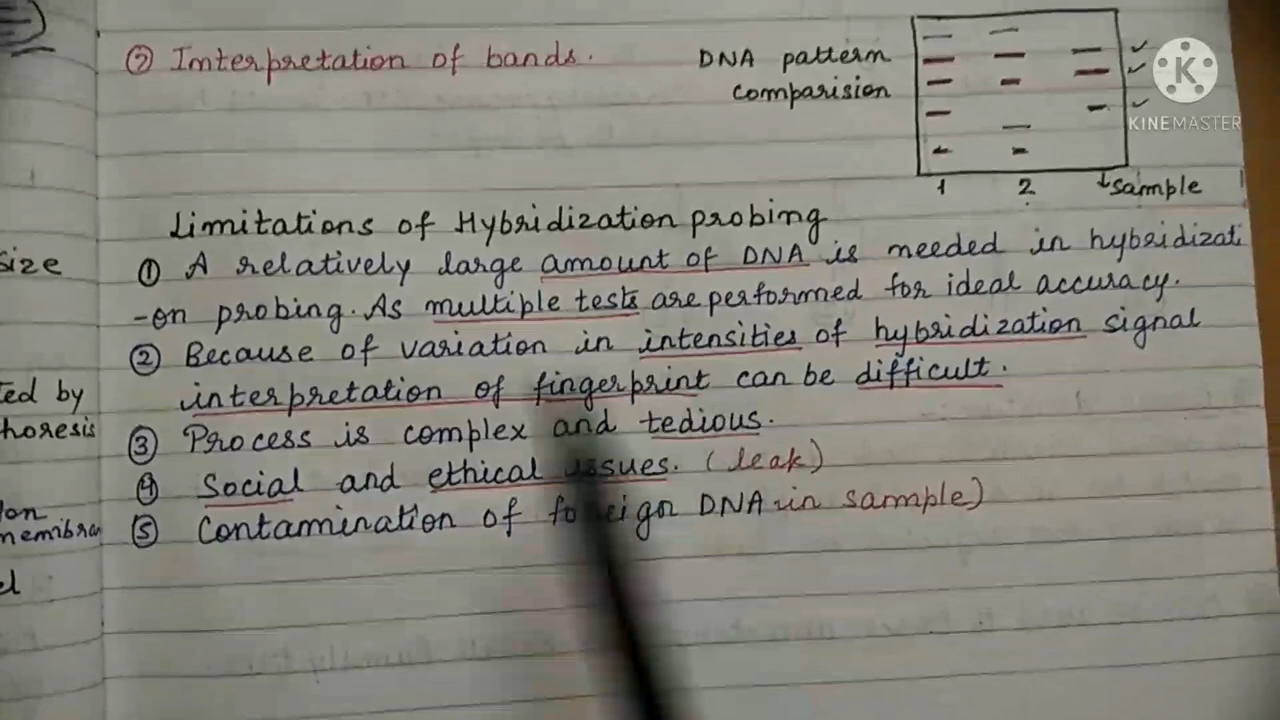 ⑦ Interpretation of bands.
DNA pattern
comparision
KINEMASTER
1 2 ↓sample
Limitations of Hybridization probing
size
① A relatively large amount of DNA is needed in hybridizati
-on probing. As multiple tests are performed for ideal accuracy.
② Because of variation in intensities of hybridization signal
interpretation of fingerprint can be difficult.
ted by
horesis
③ Process is complex and tedious.
④ Social and ethical issues. (leak)
⑤ Contamination of foreign DNA in sample)
on
membra